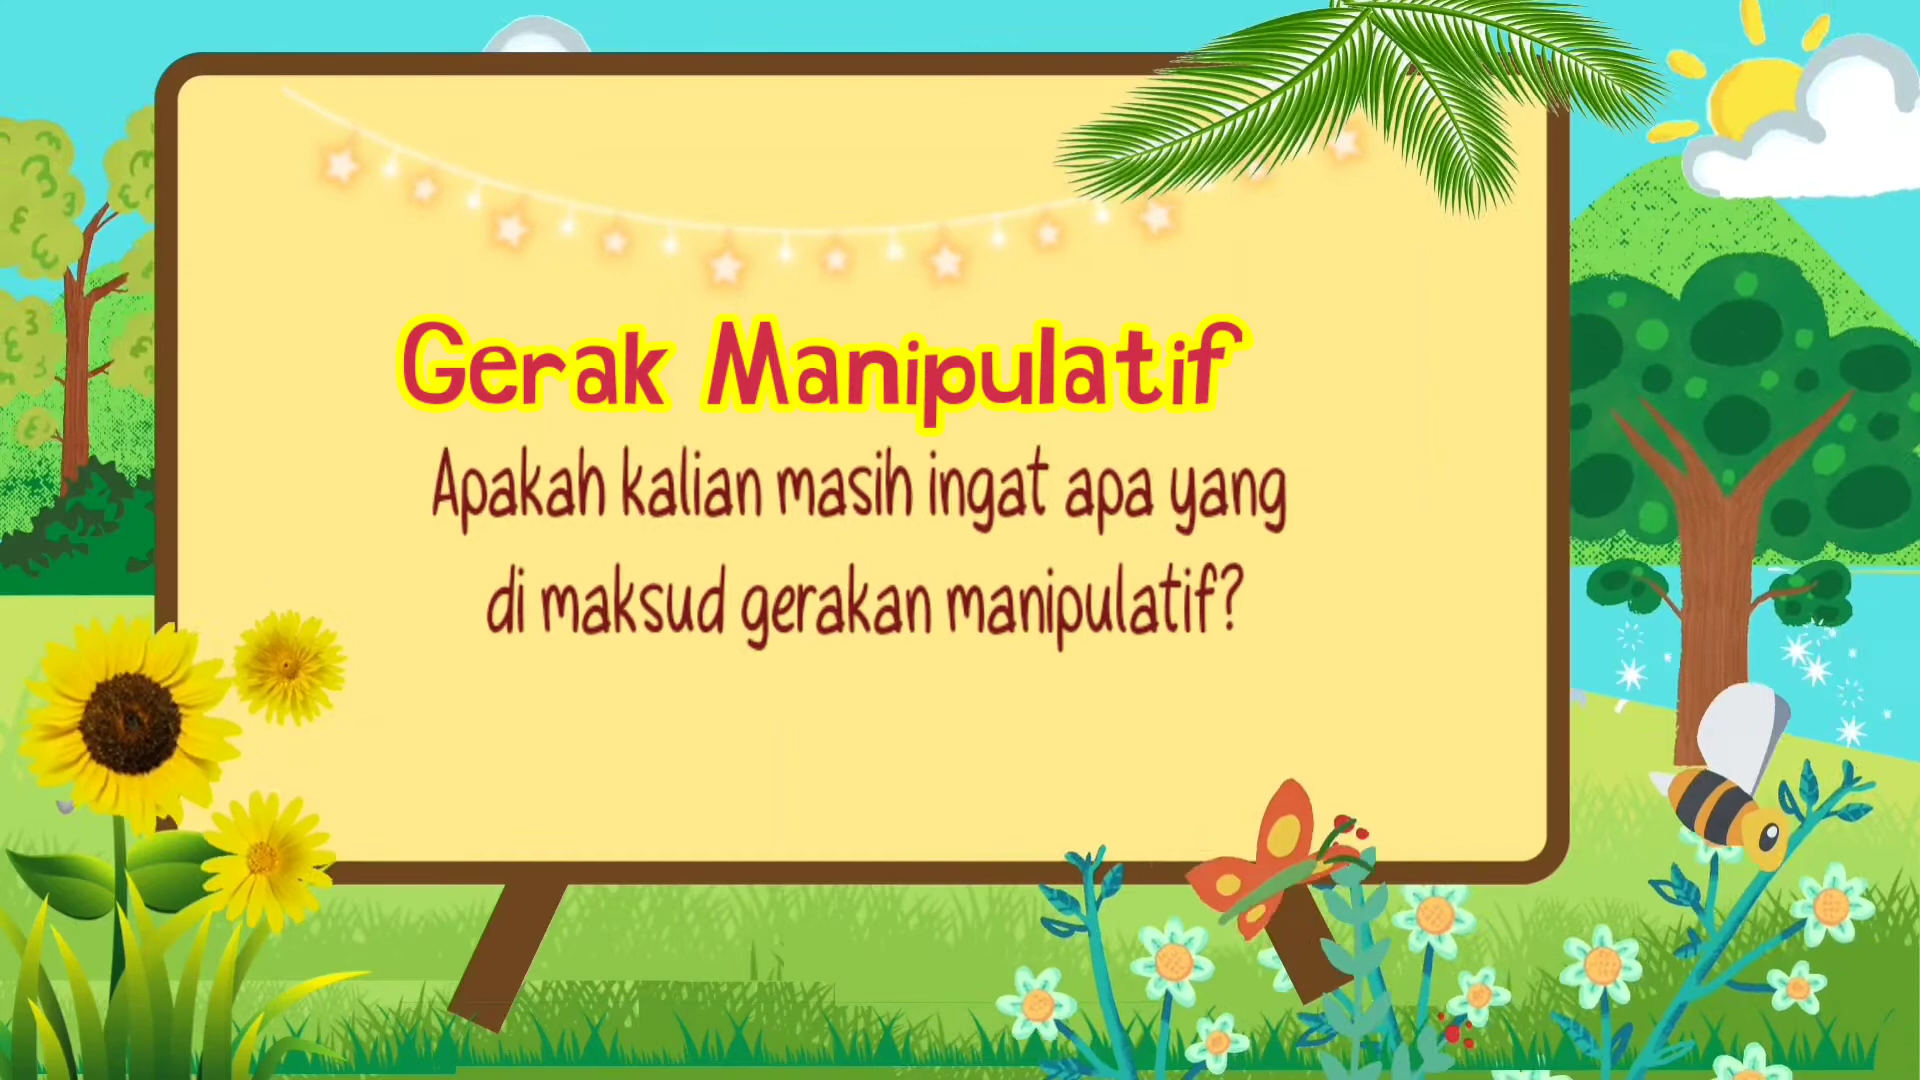 Gerak Manipulatif
Apakah kalian masih ingat apa yang
di maksud gerakan manipulatif?